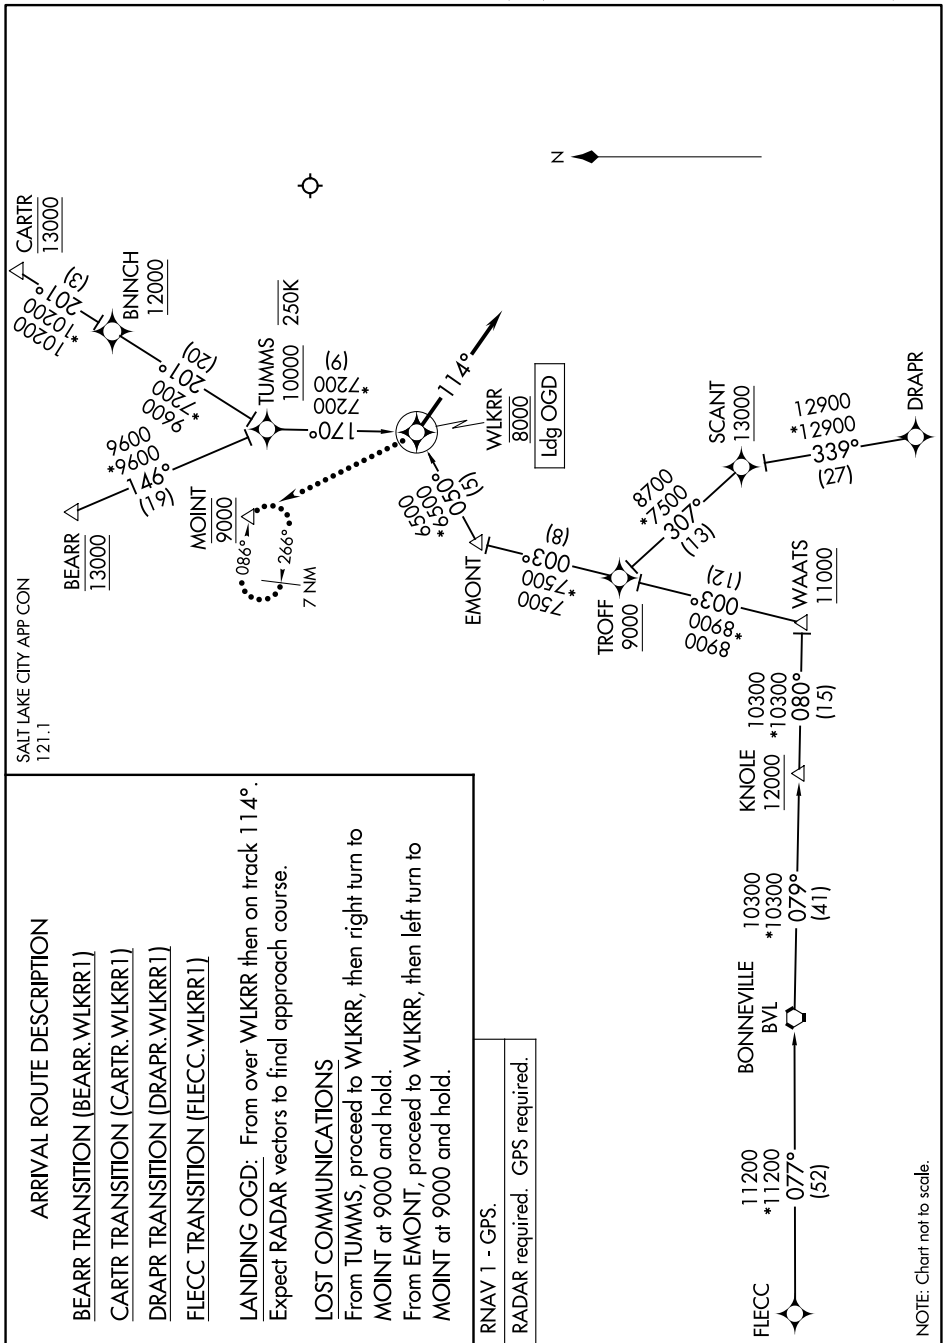 ARRIVAL ROUTE DESCRIPTION
BEARR TRANSITION (BEARR.WLKRR1)
CARTR TRANSITION (CARTR.WLKRR1)
DRAPR TRANSITION (DRAPR.WLKRR1)
FLECC TRANSITION (FLECC.WLKRR1)
LANDING OGD: From over WLKRR then on track 114°.
Expect RADAR vectors to final approach course.
LOST COMMUNICATIONS
From TUMMS, proceed to WLKRR, then right turn to
MOINT at 9000 and hold.
From EMONT, proceed to WLKRR, then left turn to
MOINT at 9000 and hold.
RNAV 1 - GPS.
RADAR required. GPS required.
SALT LAKE CITY APP CON
121.1
CARTR
13000
10200
*10200
201°
(3)
BNNCH
12000
9600
*7200
201°
(20)
BEARR
13000
9600
*9600
146°
(19)
TUMMS
10000
250K
7200
*7200
170°
(9)
MOINT
9000
086°
266°
7 NM
N
114°
WLKRR
8000
Ldg OGD
6500
*6500
050°
(5)
EMONT
7500
*7500
003°
(8)
TROFF
9000
8700
*7500
307°
(13)
SCANT
13000
12900
*12900
339°
(27)
DRAPR
8900
*8900
003°
(12)
WAATS
11000
10300
*10300
080°
(15)
KNOLE
12000
10300
*10300
079°
(41)
BONNEVILLE
BVL
11200
*11200
077°
(52)
FLECC
N
NOTE: Chart not to scale.